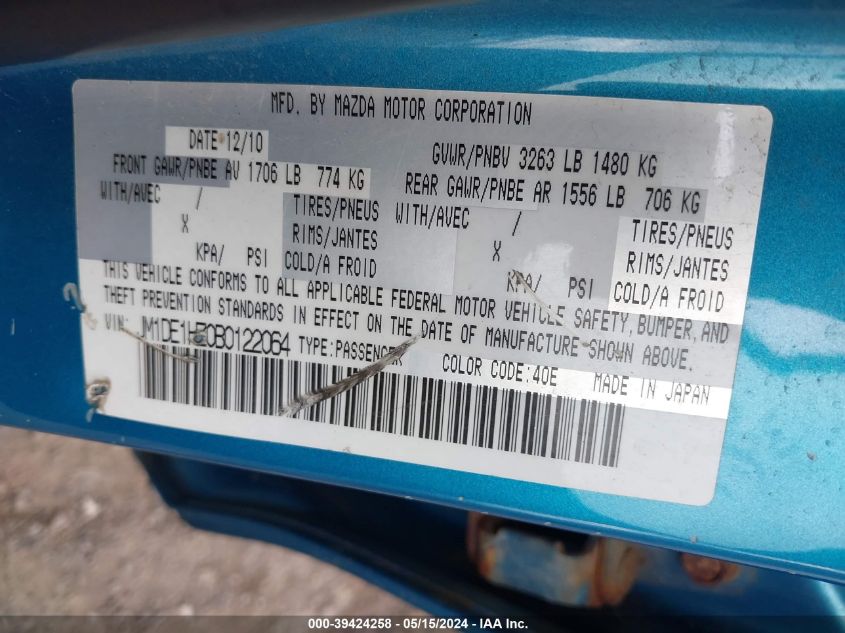 MFD. BY MAZDA MOTOR CORPORATION
DATE 12/10
GVWR/PNBV 3263 LB 1480 KG
FRONT GAWR/PNBE AV 1706 LB 774 KG
REAR GAWR/PNBE AR 1556 LB 706 KG
WITH/AVEC / TIRES/PNEUS
X RIMS/JANTES
KPA/ PSI COLD/A FROID
WITH/AVEC / TIRES/PNEUS
X RIMS/JANTES
KPA/ PSI COLD/A FROID
THIS VEHICLE CONFORMS TO ALL APPLICABLE FEDERAL MOTOR VEHICLE SAFETY, BUMPER, AND
THEFT PREVENTION STANDARDS IN EFFECT ON THE DATE OF MANUFACTURE SHOWN ABOVE.
VIN: TYPE:PASSENGER COLOR CODE:40E MADE IN JAPAN
000-39424258 - 05/15/2024 - IAA Inc.